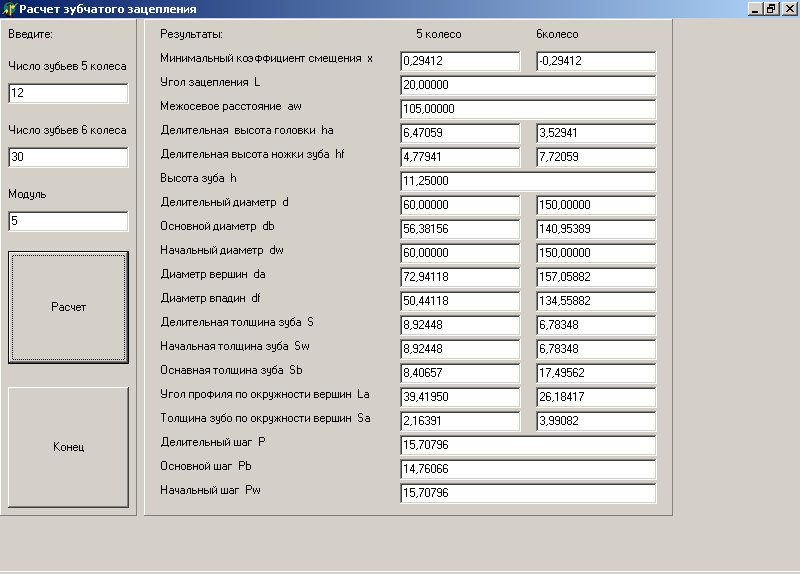 Расчет зубчатого зацепления
Введите:
Число зубьев 5 колеса
12
Число зубьев 6 колеса
30
Модуль
5
Расчет
Конец
Результаты: 5 колесо 6колесо
Минимальный коэффициент смещения x 0,29412 -0,29412
Угол зацепления L 20,00000
Межосевое расстояние aw 105,00000
Делительная высота головки ha 6,47059 3,52941
Делительная высота ножки зуба hf 4,77941 7,72059
Высота зуба h 11,25000
Делительный диаметр d 60,00000 150,00000
Основной диаметр db 56,38156 140,95389
Начальный диаметр dw 60,00000 150,00000
Диаметр вершин da 72,94118 157,05882
Диаметр впадин df 50,44118 134,55882
Делительная толщина зуба S 8,92448 6,78348
Начальная толщина зуба Sw 8,92448 6,78348
Оснавная толщина зуба Sb 8,40657 17,49562
Угол профиля по окружности вершин La 39,41950 26,18417
Толщина зубо по окружности вершин Sa 2,16391 3,99082
Делительный шаг P 15,70796
Основной шаг Pb 14,76066
Начальный шаг Pw 15,70796